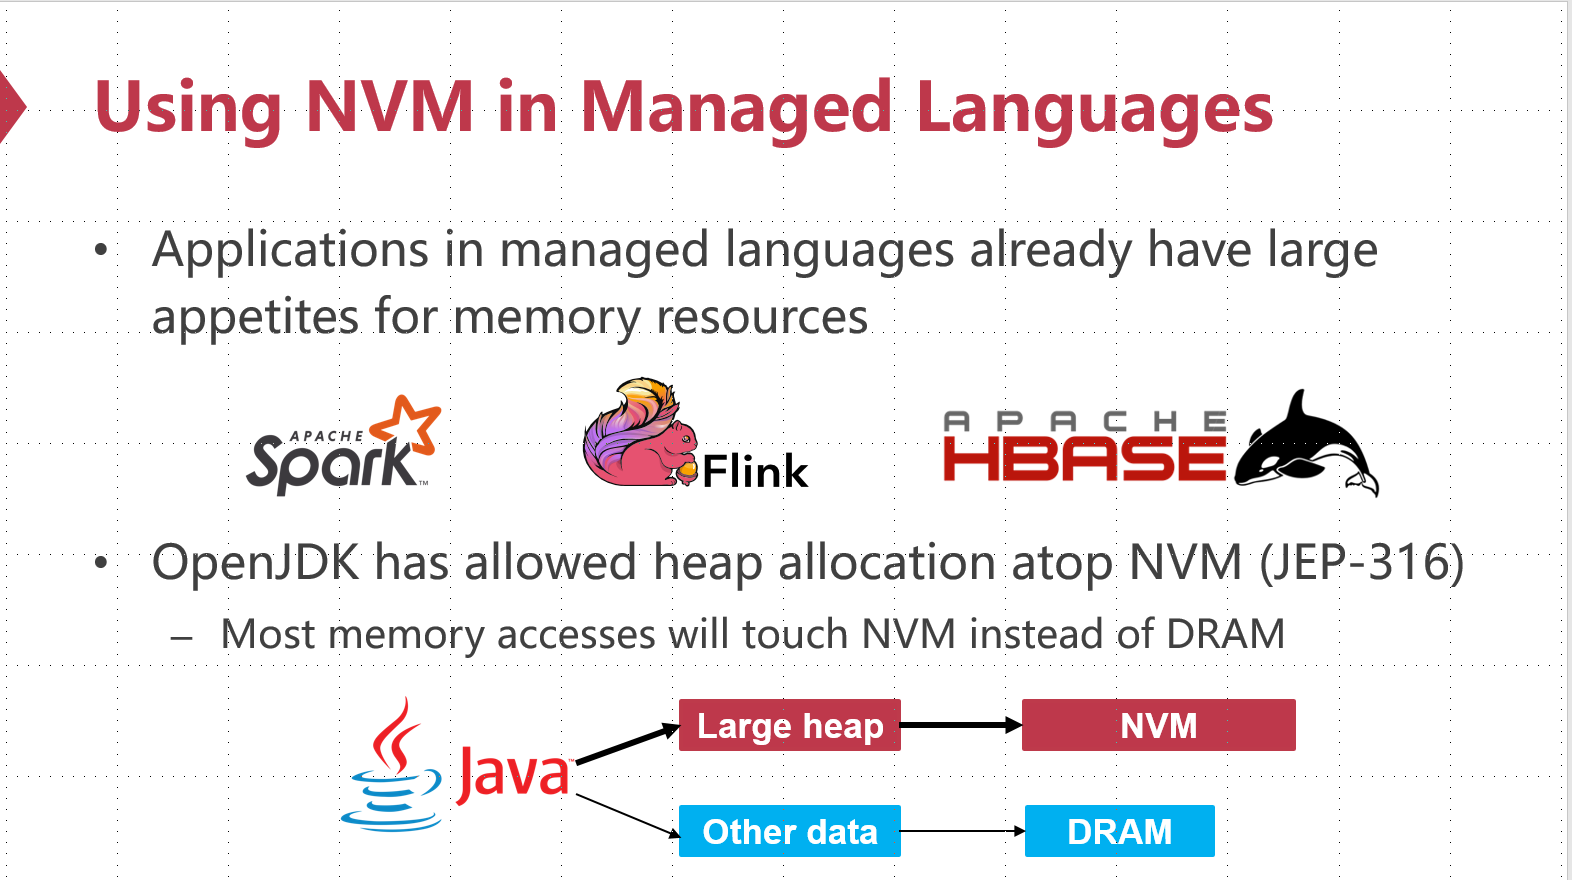 Using NVM in Managed Languages
• Applications in managed languages already have large
appetites for memory resources
APACHE
Spark™
Flink
APACHE
HBASE
• OpenJDK has allowed heap allocation atop NVM (JEP-316)
– Most memory accesses will touch NVM instead of DRAM
Large heap
NVM
Java™
Other data
DRAM